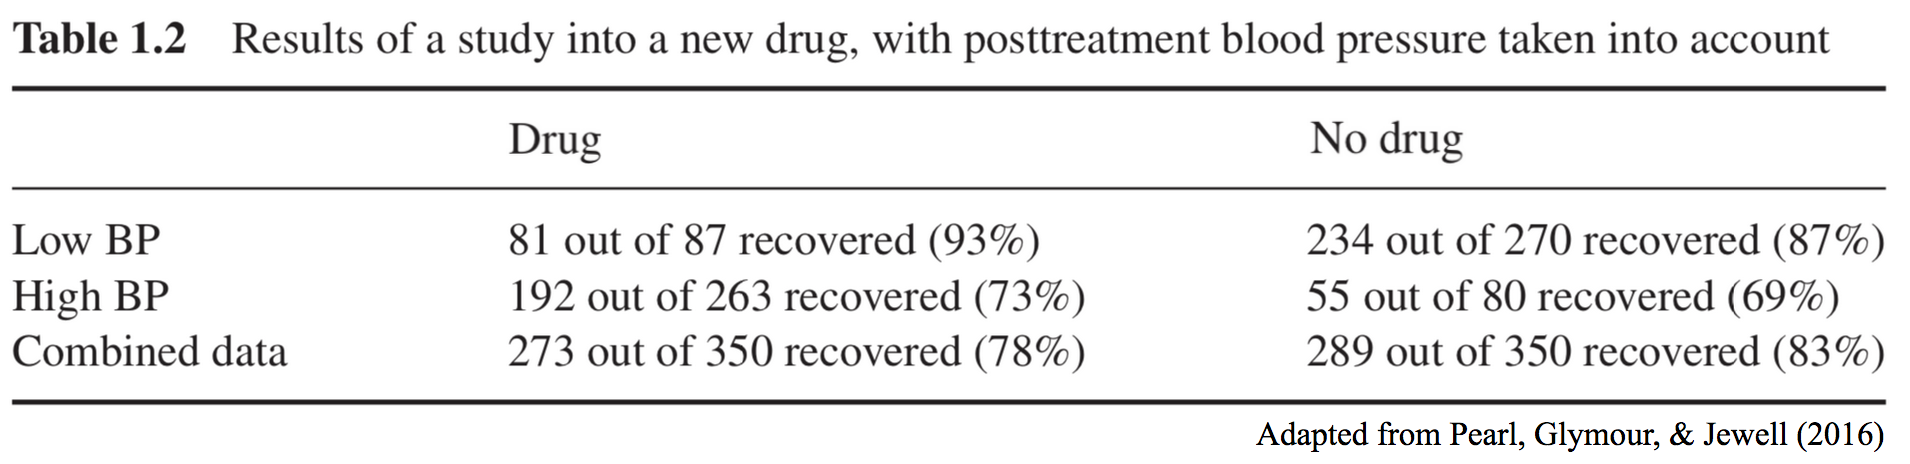 Table 1.2 Results of a study into a new drug, with posttreatment blood pressure taken into account
Drug No drug
Low BP 81 out of 87 recovered (93%) 234 out of 270 recovered (87%)
High BP 192 out of 263 recovered (73%) 55 out of 80 recovered (69%)
Combined data 273 out of 350 recovered (78%) 289 out of 350 recovered (83%)
Adapted from Pearl, Glymour, & Jewell (2016)